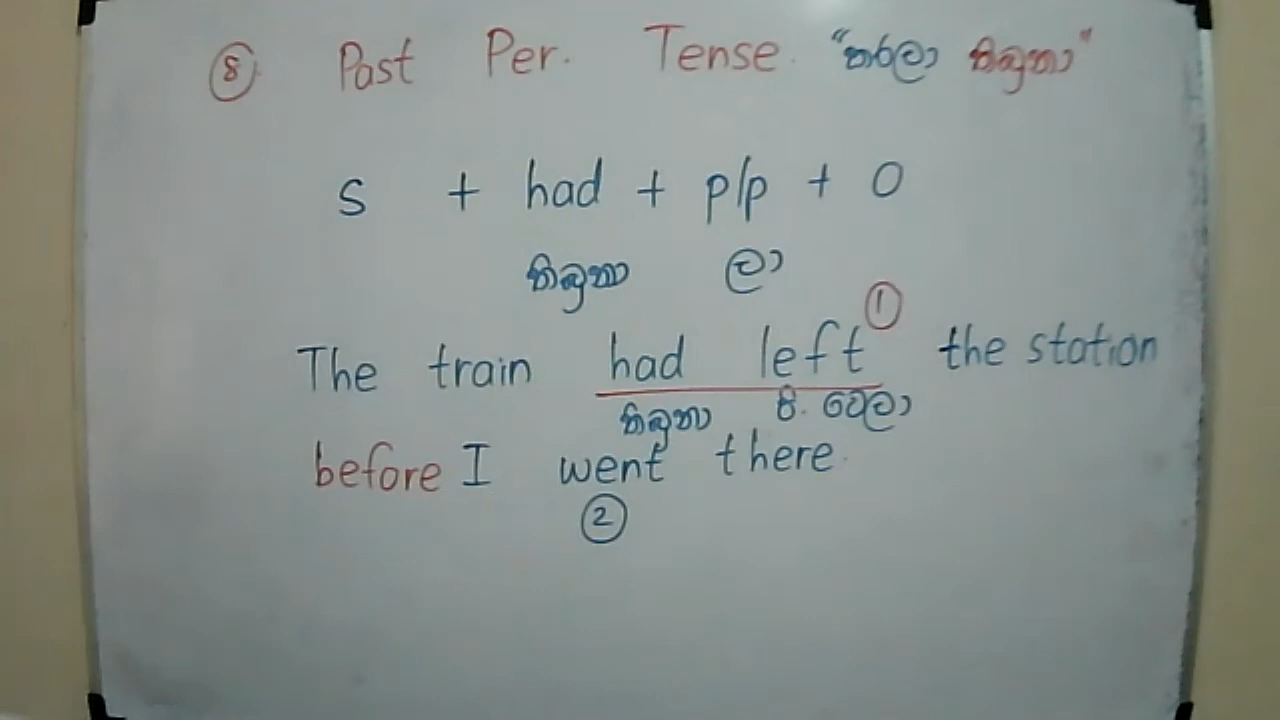 ⑧ Past Per. Tense. "කරලා තිබුනා"
S + had + p/p + O
තිබුනා ලා
The train had left ① the station
තිබුනා පි. වෙලා
before I went there.
②